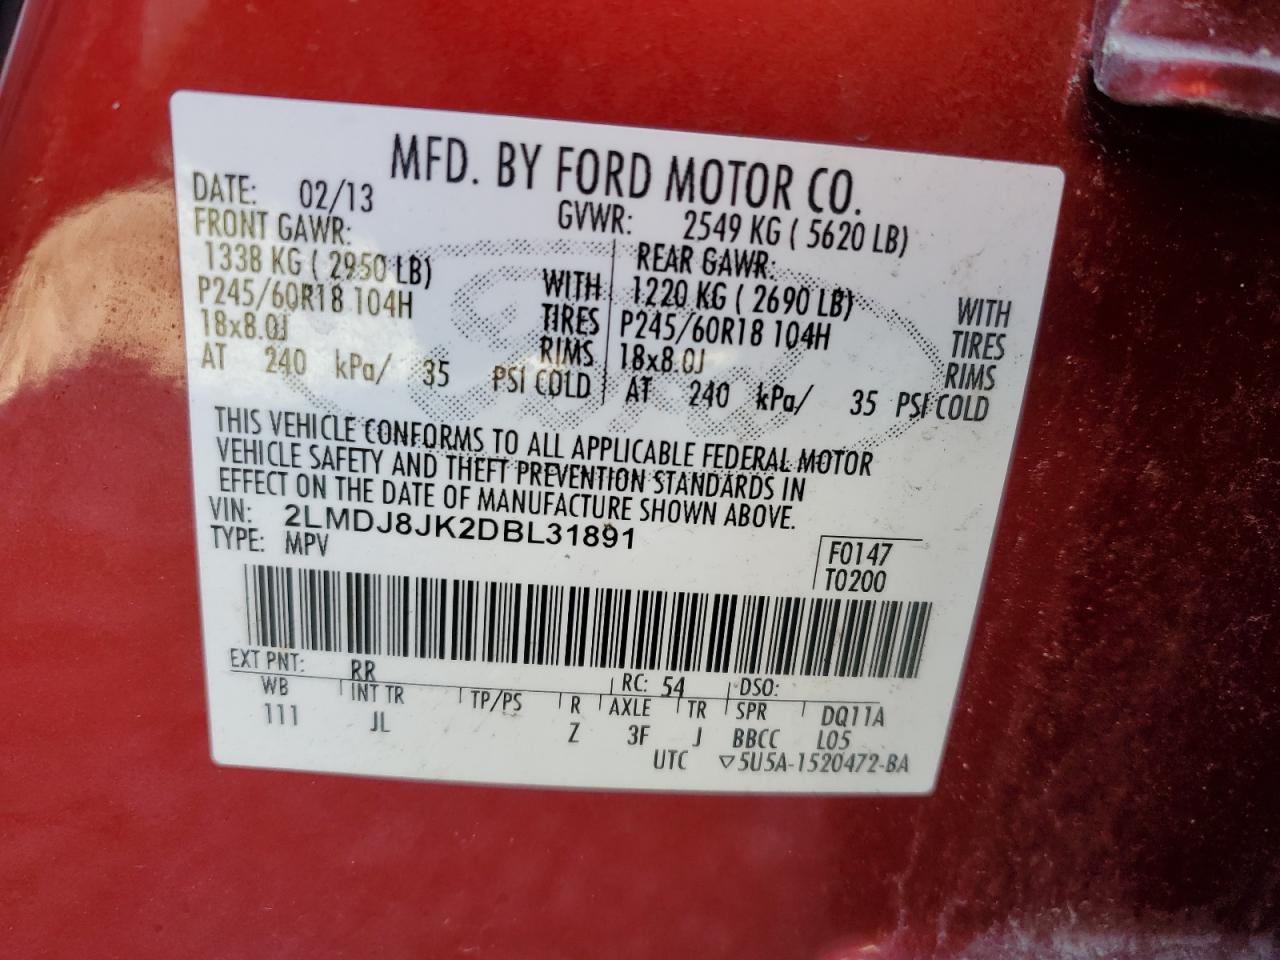 MFD. BY FORD MOTOR CO.
DATE: 02/13 GVWR: 2549 KG ( 5620 LB)
FRONT GAWR: REAR GAWR:
1338 KG ( 2950 LB) WITH 1220 KG ( 2690 LB) WITH
P245/60R18 104H TIRES P245/60R18 104H TIRES
18x8.0J RIMS 18x8.0J RIMS
AT 240 kPa/ 35 PSI COLD AT 240 kPa/ 35 PSI COLD
THIS VEHICLE CONFORMS TO ALL APPLICABLE FEDERAL MOTOR
VEHICLE SAFETY AND THEFT PREVENTION STANDARDS IN
EFFECT ON THE DATE OF MANUFACTURE SHOWN ABOVE.
VIN: 2LMDJ8JK2DBL31891
TYPE: MPV F0147
T0200
EXT PNT: RR RC: 54 DSO:
WB INT TR TP/PS R AXLE TR SPR DQ11A
111 JL Z 3F J BBCC L05
UTC ▽5U5A-1520472-BA